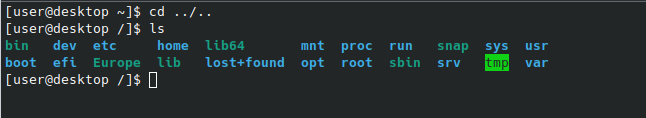 [user@desktop ~]$ cd ../..
[user@desktop /]$ ls
bin   dev  etc     home  lib64       mnt  proc  run   snap  sys  usr
boot  efi  Europe  lib   lost+found  opt  root  sbin  srv   tmp  var
[user@desktop /]$